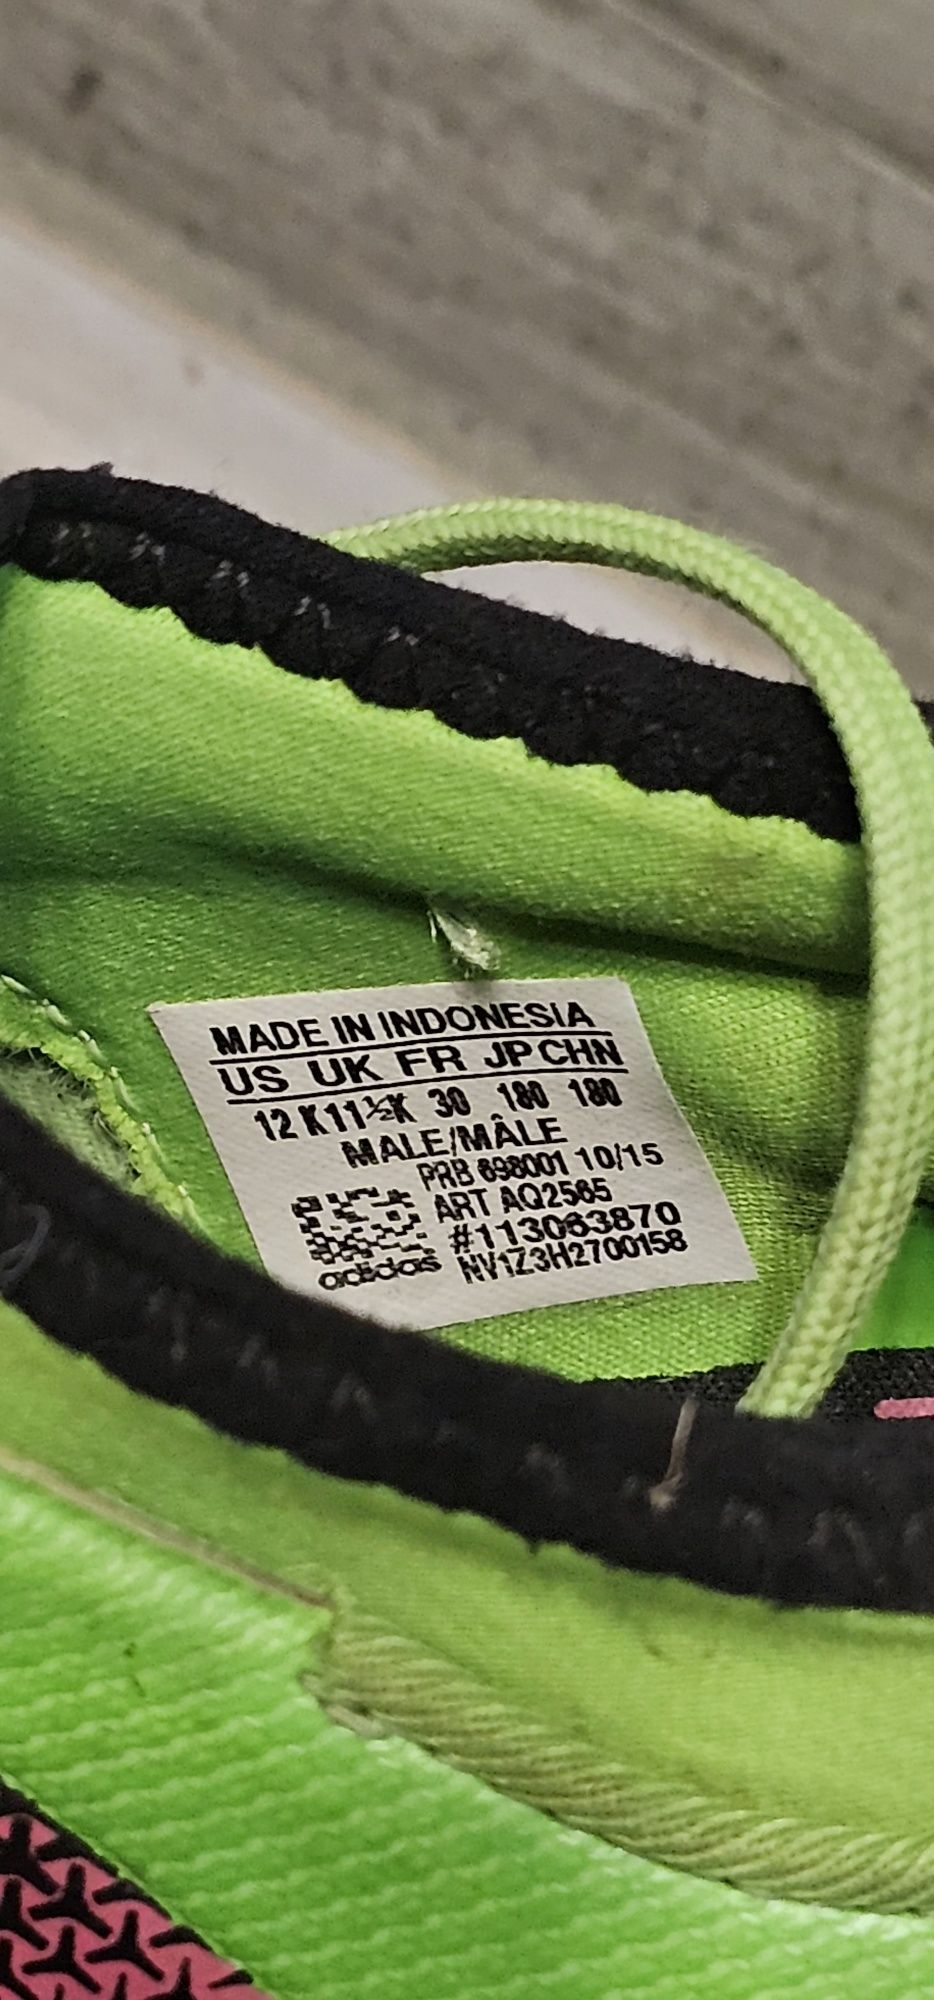 MADE IN INDONESIA
US UK FR JP CHN
12 K 11½K 30 180 180
MALE/MÂLE
PRB 698001 10/15
ART AQ2565
#113063870
adidas NV1Z3H2700158